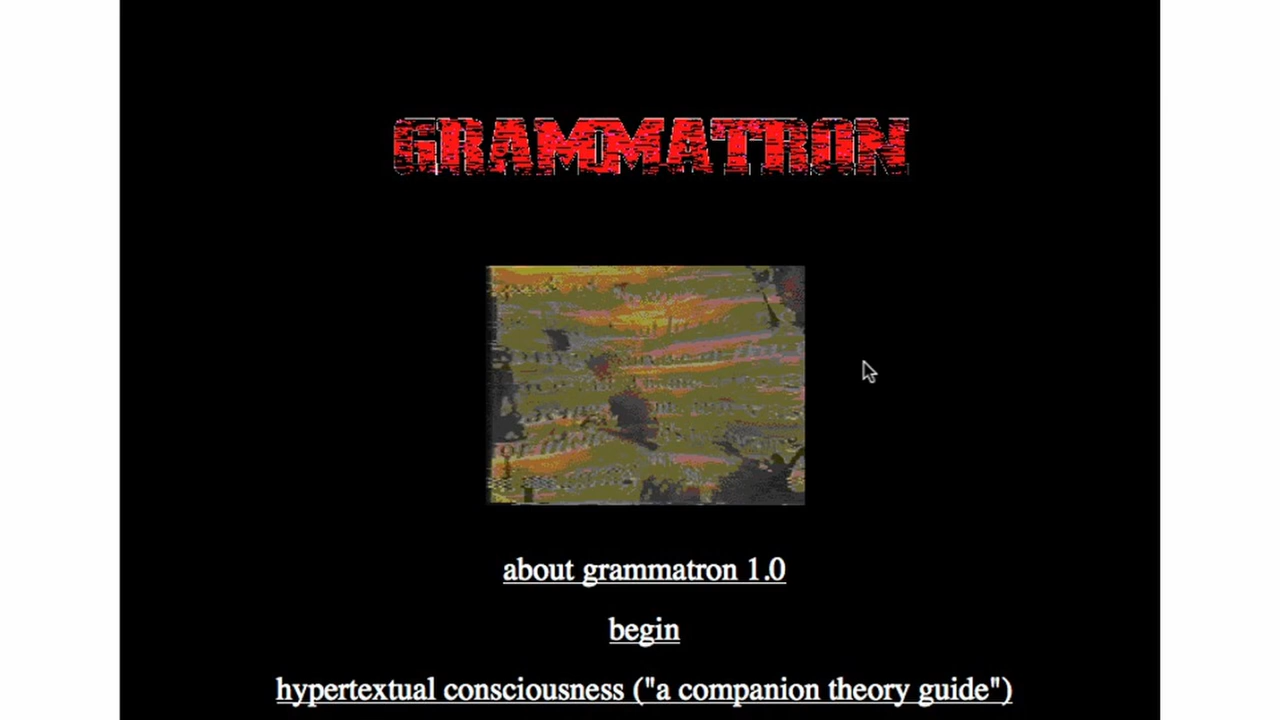 GRAMMATRON
about grammatron 1.0
begin
hypertextual consciousness ("a companion theory guide")